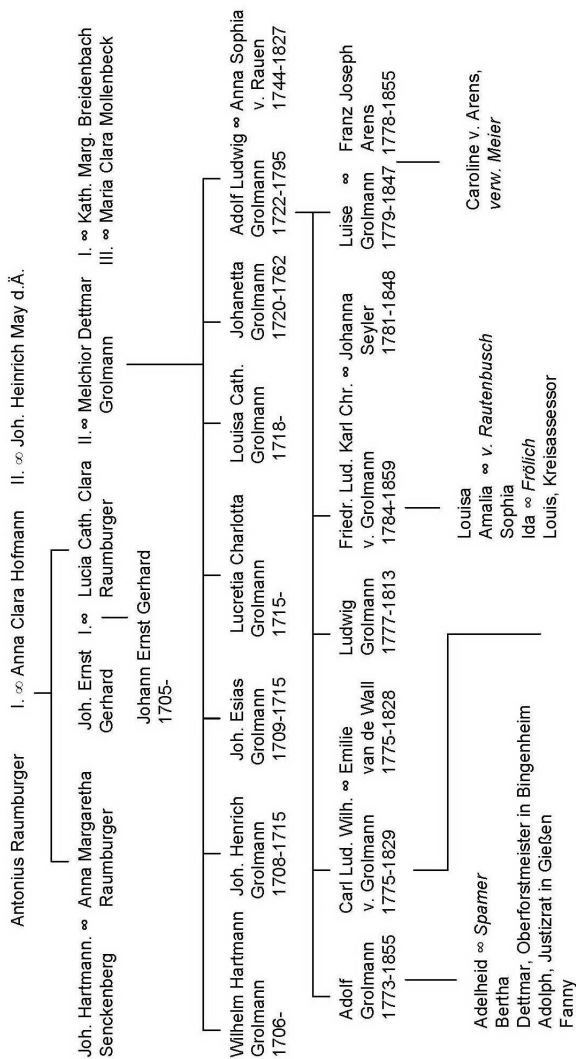 Antonius Raumburger I. ∞ Anna Clara Hofmann II. ∞ Joh. Heinrich May d.Ä.
Joh. Hartmann. ∞ Anna Margaretha
Senckenberg Raumburger
Joh. Ernst I. ∞ Lucia Cath. Clara II. ∞ Melchior Dettmar
Gerhard Raumburger Grolmann
I. ∞ Kath. Marg. Breidenbach
III. ∞ Maria Clara Mollenbeck
Johann Ernst Gerhard
1705-
Wilhelm Hartmann
Grolmann
1706-
Joh. Henrich
Grolmann
1708-1715
Joh. Esias
Grolmann
1709-1715
Lucretia Charlotta
Grolmann
1715-
Louisa Cath.
Grolmann
1718-
Johanetta
Grolmann
1720-1762
Adolf Ludwig ∞ Anna Sophia
Grolmann v. Rauen
1722-1795 1744-1827
Adolf
Grolmann
1773-1855
Carl Lud. Wilh. ∞ Emilie
v. Grolmann van de Wall
1775-1829 1775-1828
Ludwig
Grolmann
1777-1813
Friedr. Lud. Karl Chr. ∞ Johanna
v. Grolmann Seyler
1784-1859 1781-1848
Luise ∞ Franz Joseph
Grolmann Arens
1779-1847 1778-1855
Adelheid ∞ Spamer
Bertha
Dettmar, Oberforstmeister in Bingenheim
Adolph, Justizrat in Gießen
Fanny
Louisa
Amalia ∞ v. Rautenbusch
Sophia
Ida ∞ Frölich
Louis, Kreisassessor
Caroline v. Arens,
verw. Meier